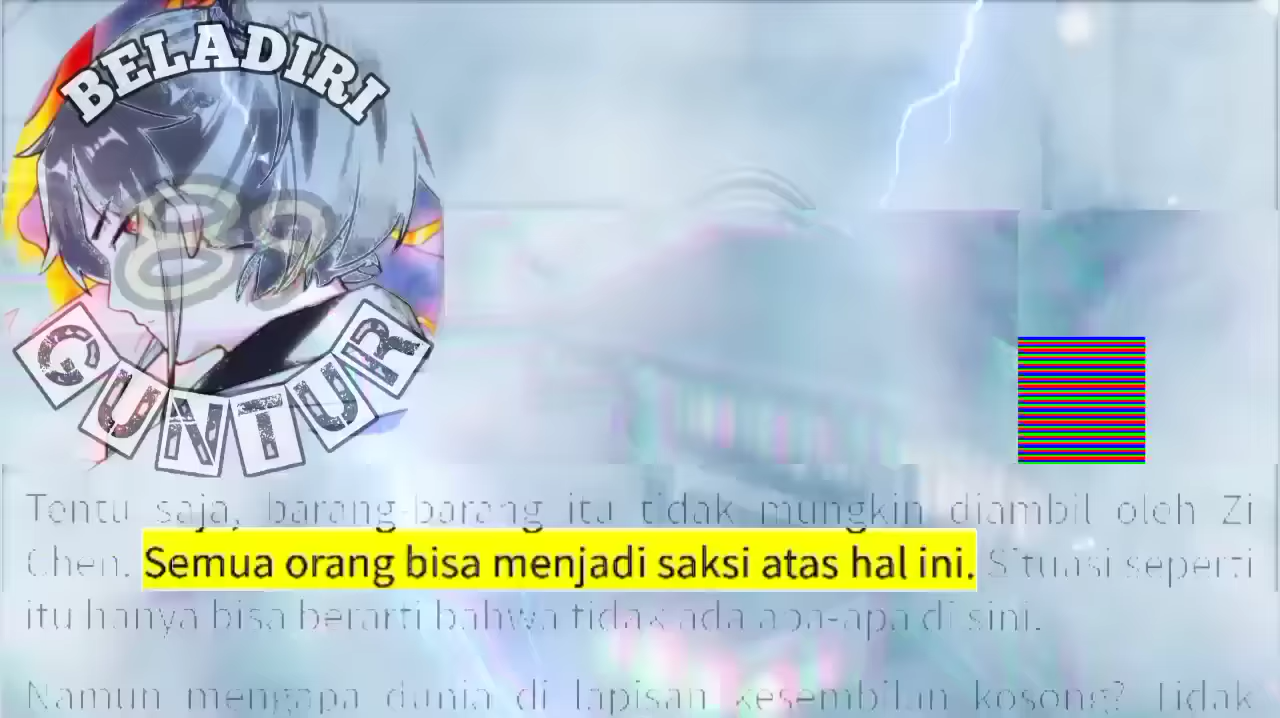 BELADIRI
89
GUNTUR
Tentu saja, barang-barang itu tidak mungkin diambil oleh Zi
Chen. Semua orang bisa menjadi saksi atas hal ini. Situasi seperti
itu hanya bisa berarti bahwa tidak ada apa-apa di sini.
Namun mengapa dunia di lapisan kesembilan kosong? Tidak